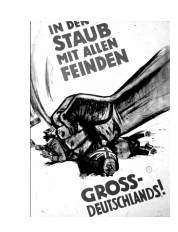 IN DEN
STAUB
MIT ALLEN
FEINDEN
GROSS-
DEUTSCHLANDS!